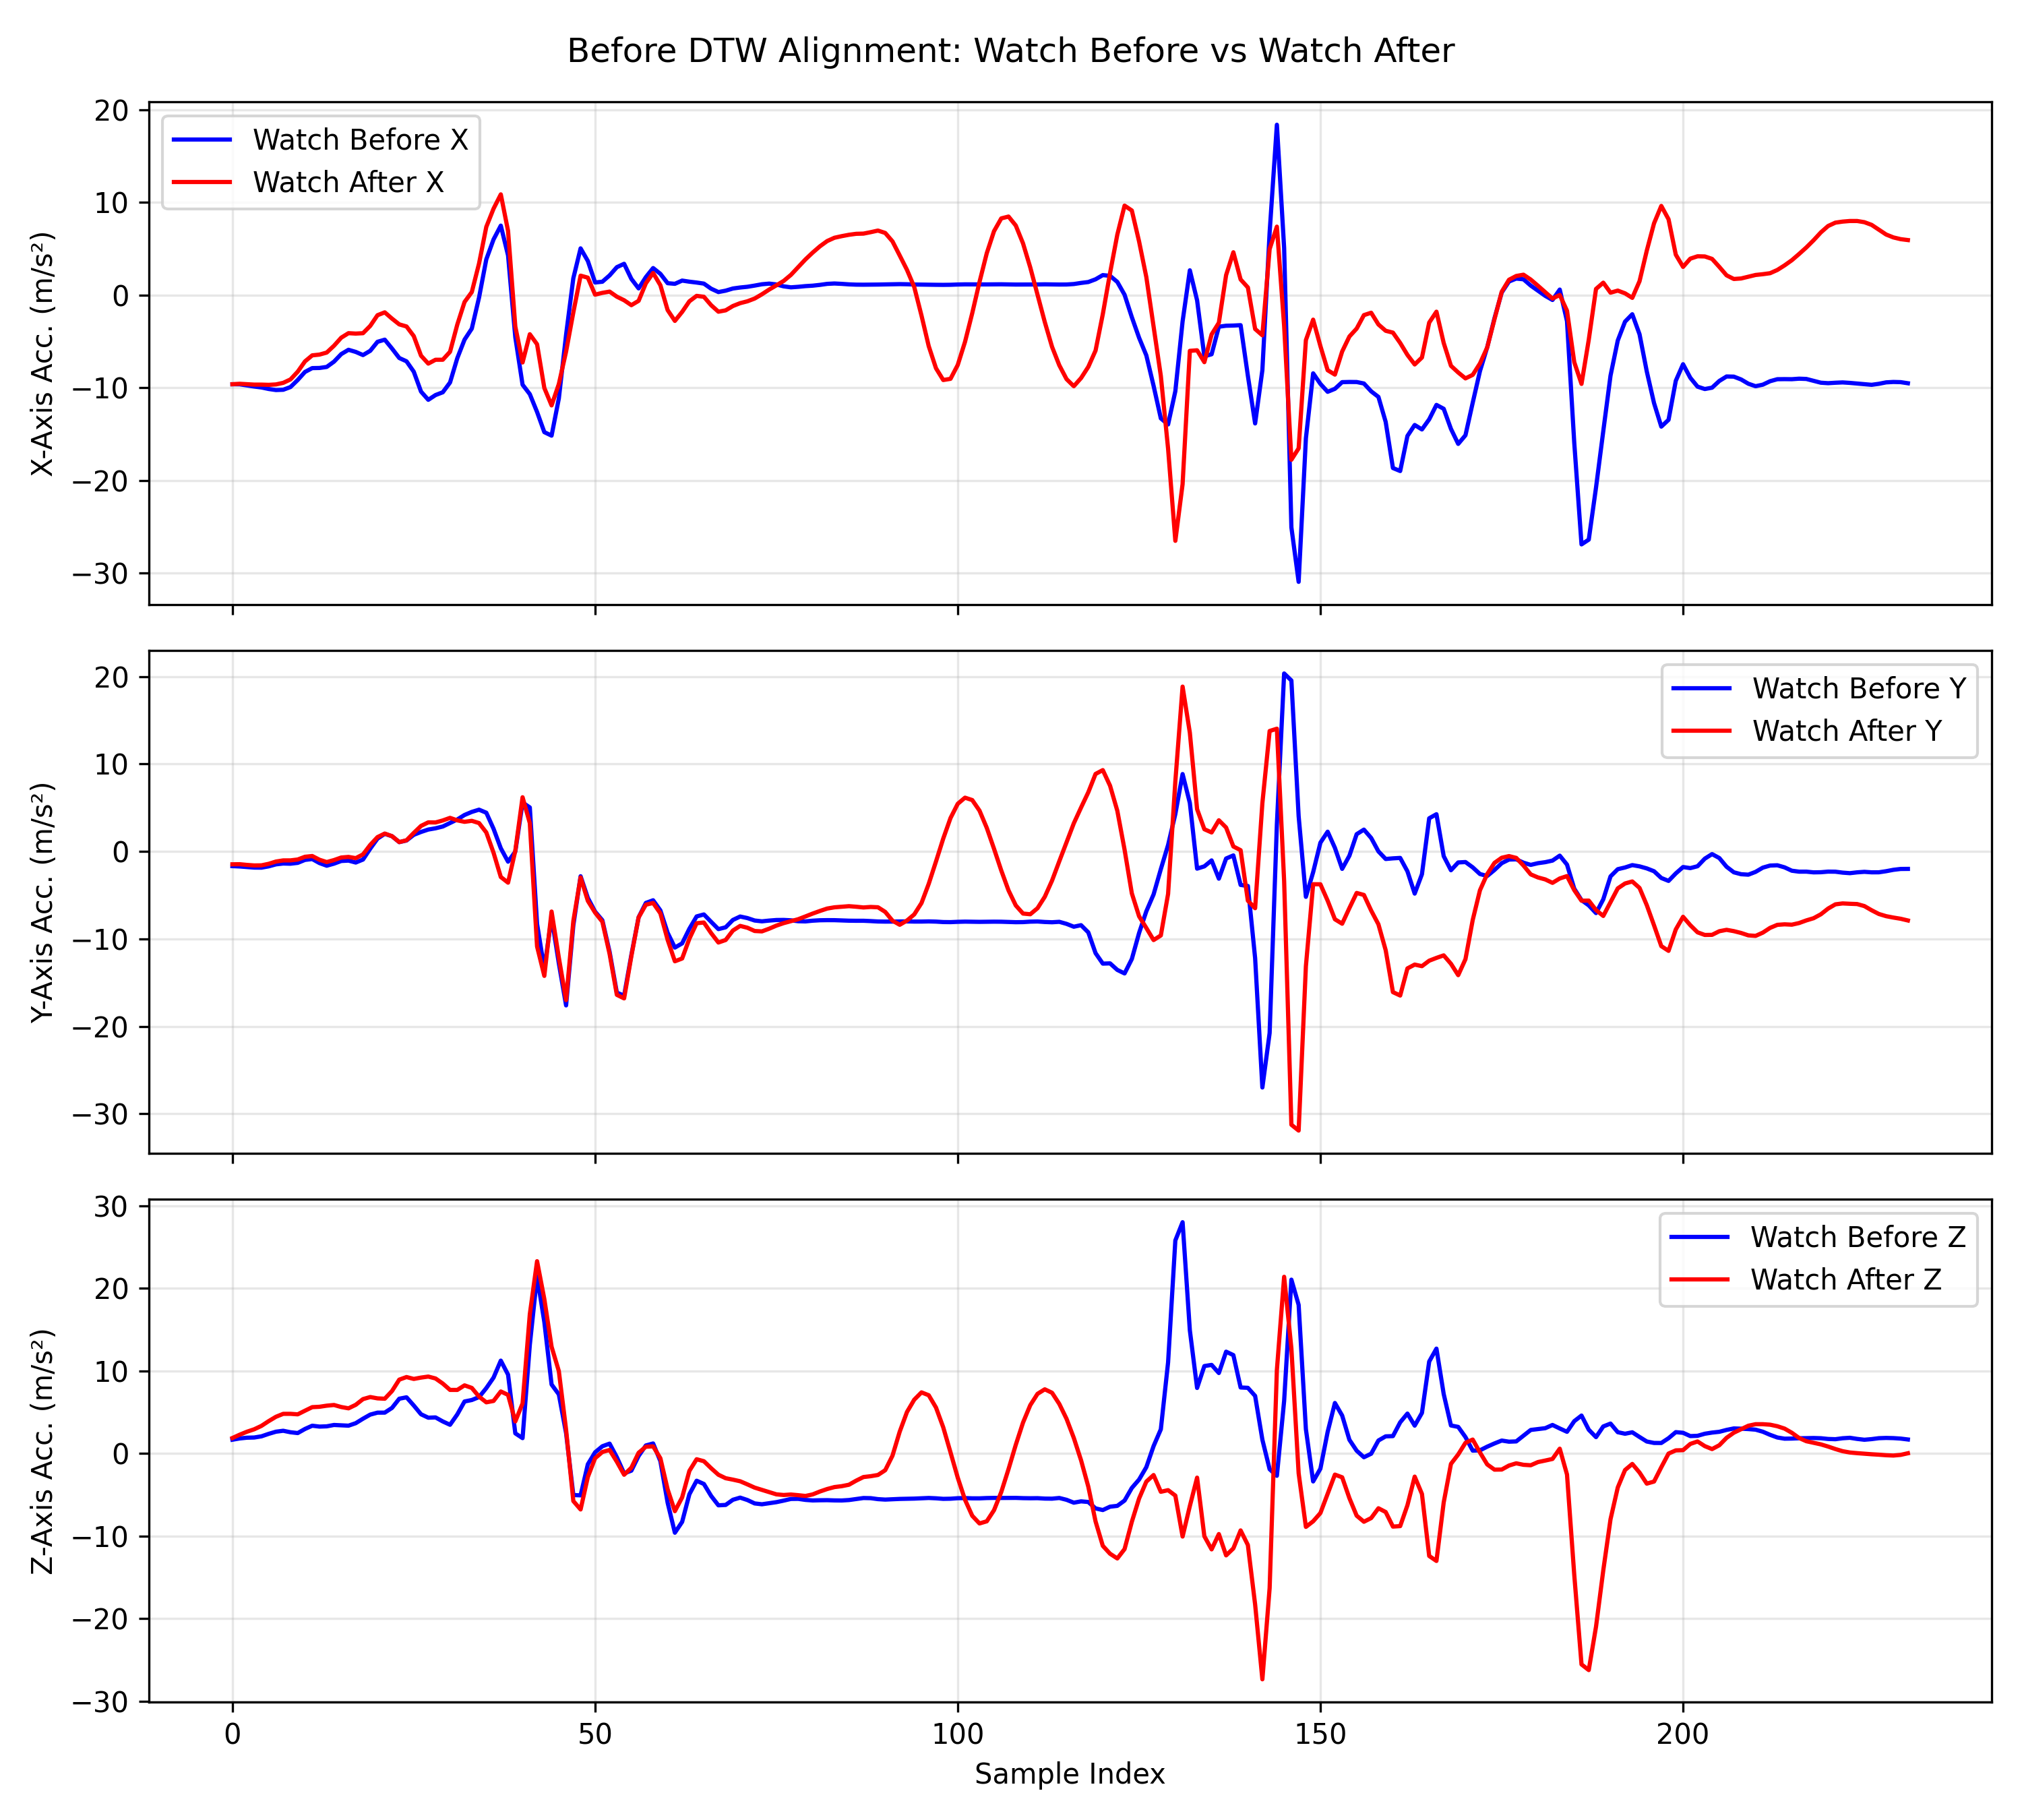 Before DTW Alignment: Watch Before vs Watch After
20
10
0
−10
−20
−30
X-Axis Acc. (m/s²)
Watch Before X
Watch After X
20
10
0
−10
−20
−30
Y-Axis Acc. (m/s²)
Watch Before Y
Watch After Y
30
20
10
0
−10
−20
−30
Z-Axis Acc. (m/s²)
Watch Before Z
Watch After Z
0 50 100 150 200
Sample Index